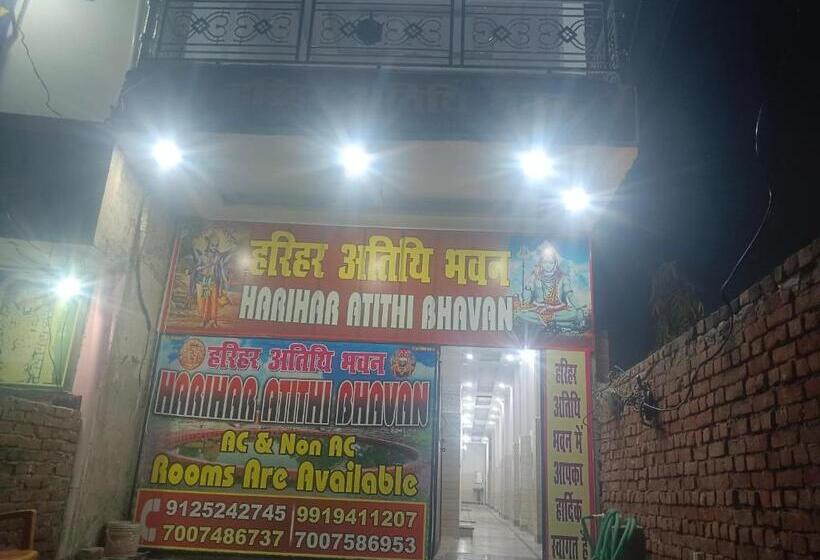 हरिहर अतिथि भवन
HARIHAR ATITHI BHAVAN
हरिहर अतिथि भवन
HARIHAR ATITHI BHAVAN
AC & Non AC
Rooms Are Available
9125242745 9919411207
7007486737 7007586953
हरिहर
अतिथि
भवन में
आपका
हार्दिक
स्वागत है